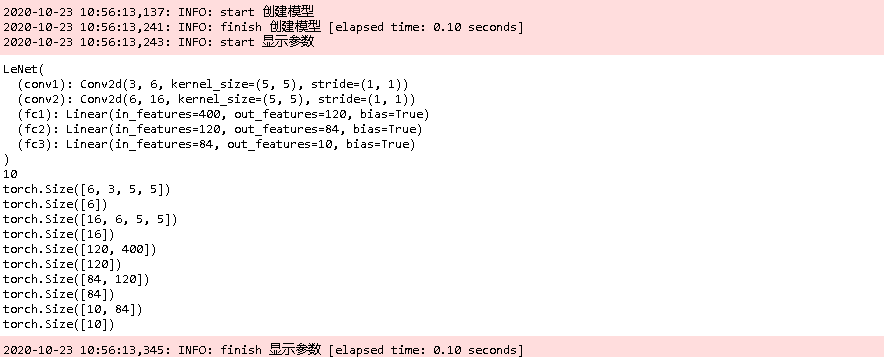 2020-10-23 10:56:13,137: INFO: start 创建模型
2020-10-23 10:56:13,241: INFO: finish 创建模型 [elapsed time: 0.10 seconds]
2020-10-23 10:56:13,243: INFO: start 显示参数
LeNet(
  (conv1): Conv2d(3, 6, kernel_size=(5, 5), stride=(1, 1))
  (conv2): Conv2d(6, 16, kernel_size=(5, 5), stride=(1, 1))
  (fc1): Linear(in_features=400, out_features=120, bias=True)
  (fc2): Linear(in_features=120, out_features=84, bias=True)
  (fc3): Linear(in_features=84, out_features=10, bias=True)
)
10
torch.Size([6, 3, 5, 5])
torch.Size([6])
torch.Size([16, 6, 5, 5])
torch.Size([16])
torch.Size([120, 400])
torch.Size([120])
torch.Size([84, 120])
torch.Size([84])
torch.Size([10, 84])
torch.Size([10])
2020-10-23 10:56:13,345: INFO: finish 显示参数 [elapsed time: 0.10 seconds]